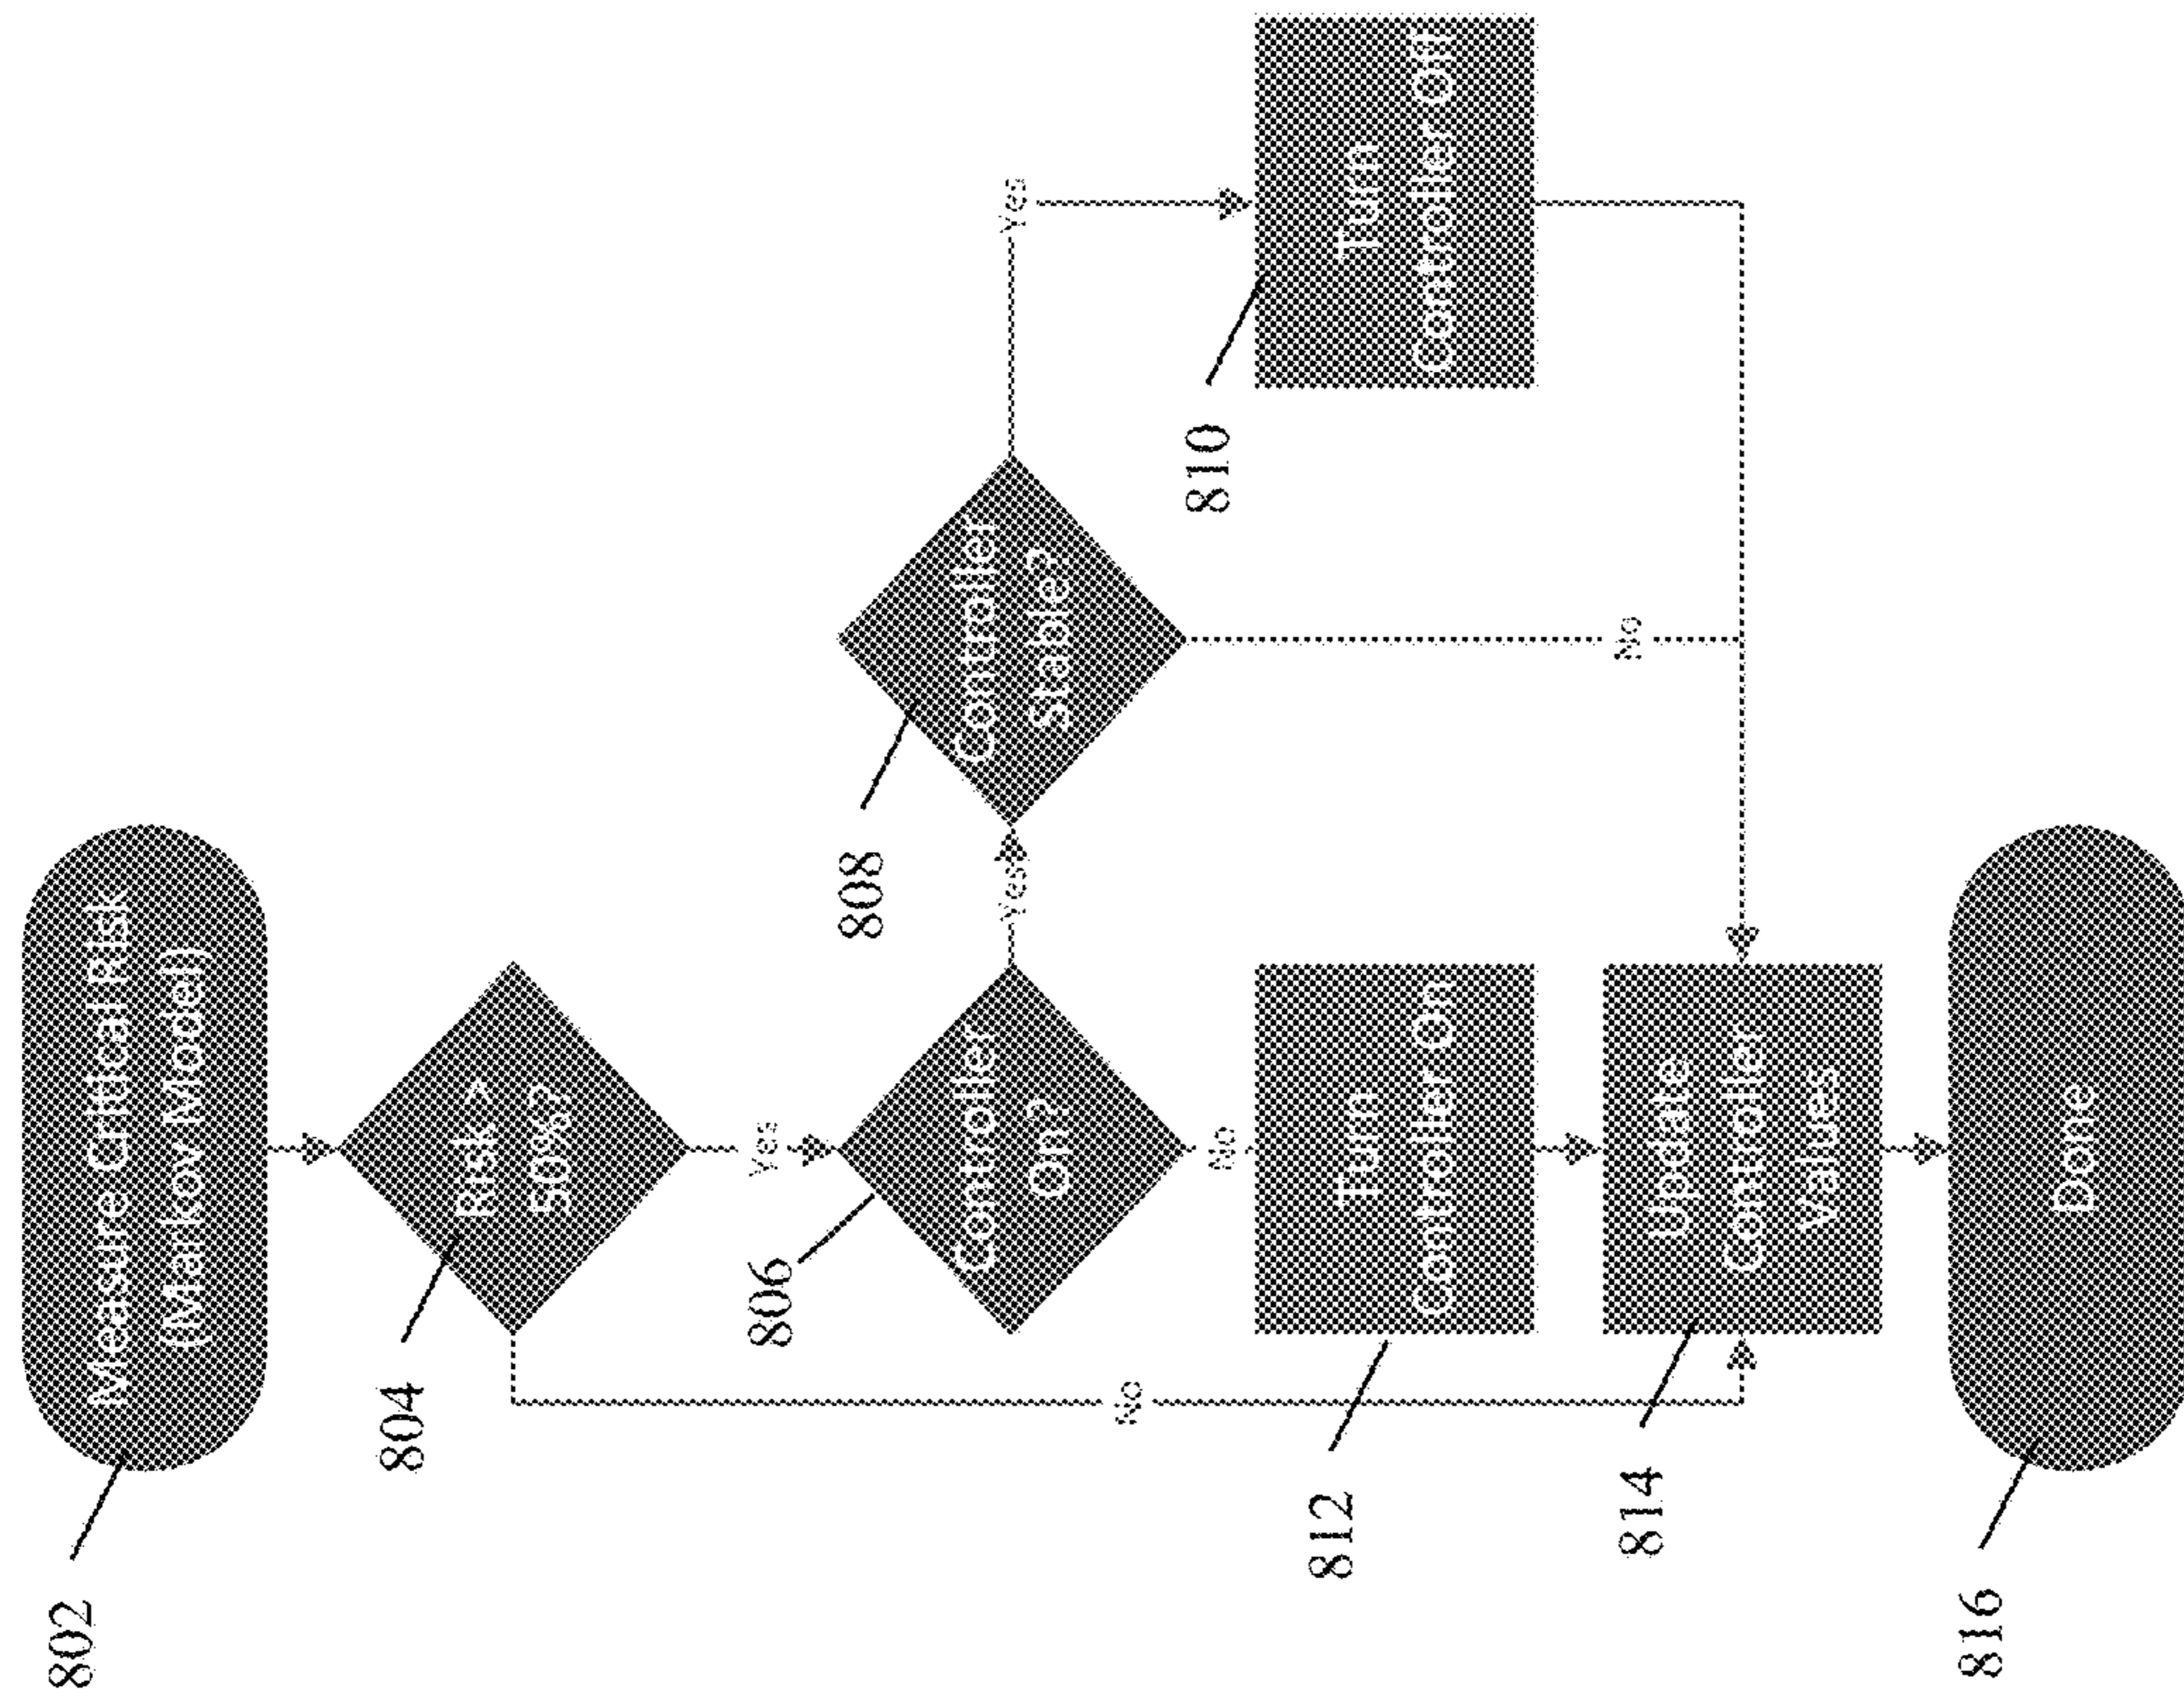 802
Measure Critical Risk
(Markov Model)
804
Risk >
50%?
Yes
No
806
Controller
On?
Yes
No
808
Controller
Stable?
Yes
No
810
Turn
Controller Off
812
Turn
Controller On
814
Update
Controller
Values
816
Done